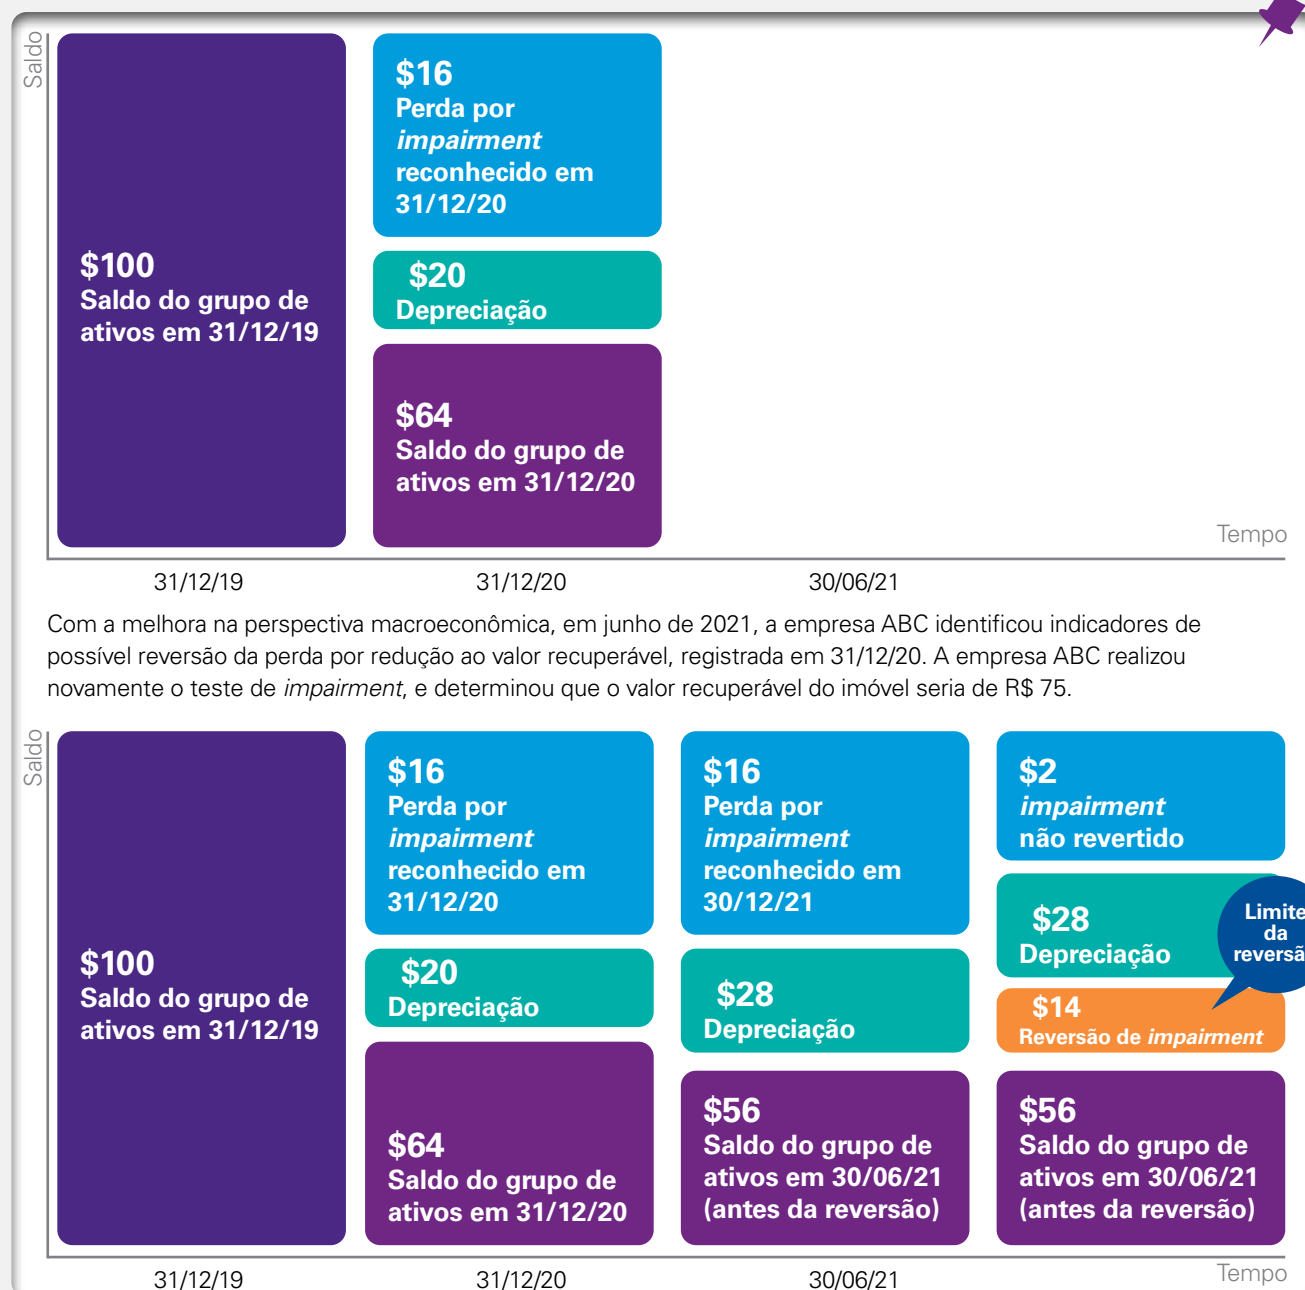 Saldo
$100
Saldo do grupo de
ativos em 31/12/19
$16
Perda por
impairment
reconhecido em
31/12/20
$20
Depreciação
$64
Saldo do grupo de
ativos em 31/12/20
Tempo
31/12/19
31/12/20
30/06/21
Com a melhora na perspectiva macroeconômica, em junho de 2021, a empresa ABC identificou indicadores de
possível reversão da perda por redução ao valor recuperável, registrada em 31/12/20. A empresa ABC realizou
novamente o teste de impairment, e determinou que o valor recuperável do imóvel seria de R$ 75.
Saldo
$100
Saldo do grupo de
ativos em 31/12/19
$16
Perda por
impairment
reconhecido em
31/12/20
$20
Depreciação
$64
Saldo do grupo de
ativos em 31/12/20
$16
Perda por
impairment
reconhecido em
30/12/21
$28
Depreciação
$56
Saldo do grupo de
ativos em 30/06/21
(antes da reversão)
$2
impairment
não revertido
$28
Depreciação
Limite
da
reversã
$14
Reversão de impairment
$56
Saldo do grupo de
ativos em 30/06/21
(antes da reversão)
Tempo
31/12/19
31/12/20
30/06/21